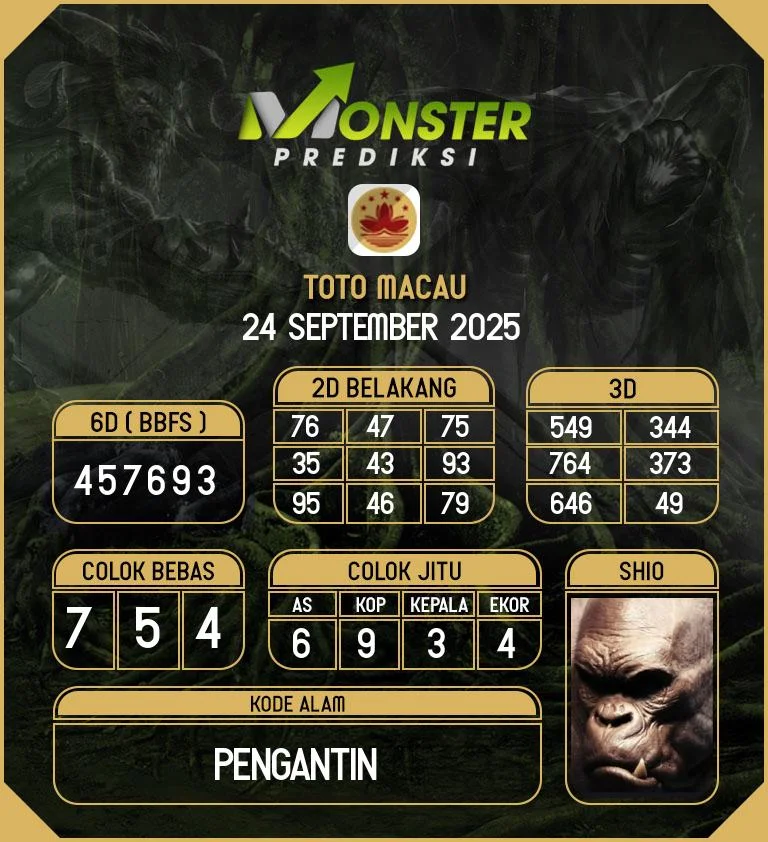 MONSTER
PREDIKSI
TOTO MACAU
24 SEPTEMBER 2025
6D ( BBFS )
457693
2D BELAKANG
76 47 75
35 43 93
95 46 79
3D
549 344
764 373
646 49
COLOK BEBAS
7 5 4
COLOK JITU
AS KOP KEPALA EKOR
6 9 3 4
SHIO
KODE ALAM
PENGANTIN